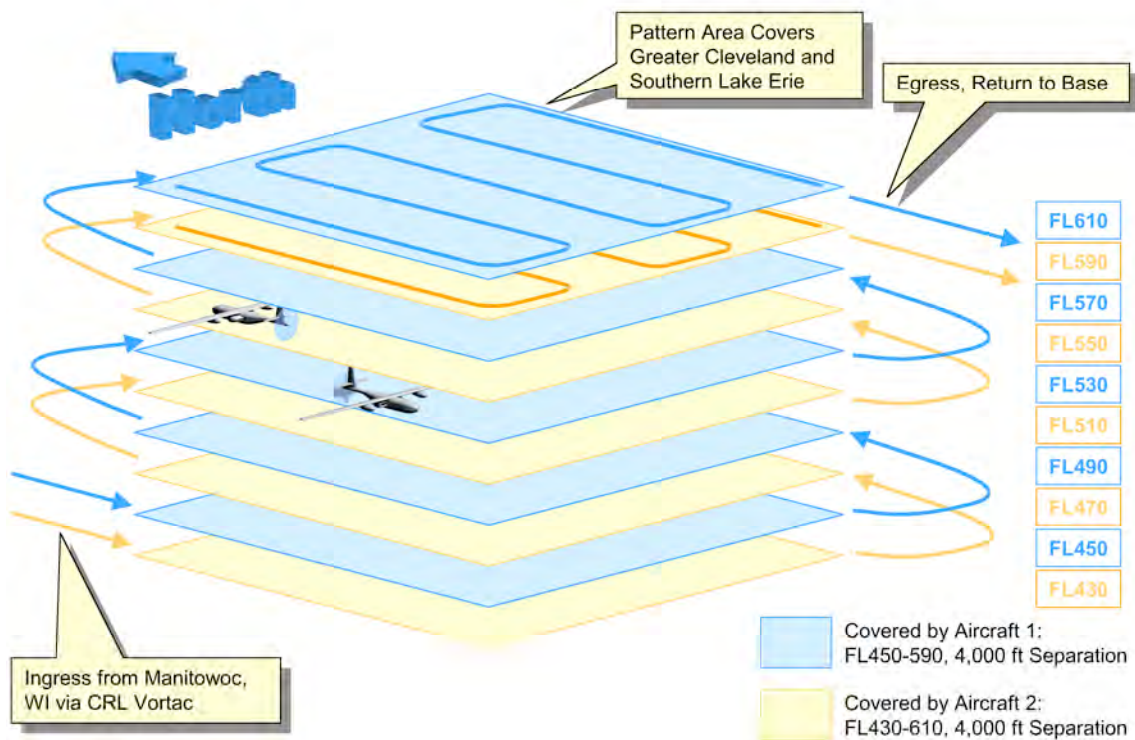 Pattern Area Covers
Greater Cleveland and
Southern Lake Erie
Egress, Return to Base
North
FL610
FL590
FL570
FL550
FL530
FL510
FL490
FL470
FL450
FL430
Ingress from Manitowoc,
WI via CRL Vortac
Covered by Aircraft 1:
FL450-590, 4,000 ft Separation
Covered by Aircraft 2:
FL430-610, 4,000 ft Separation